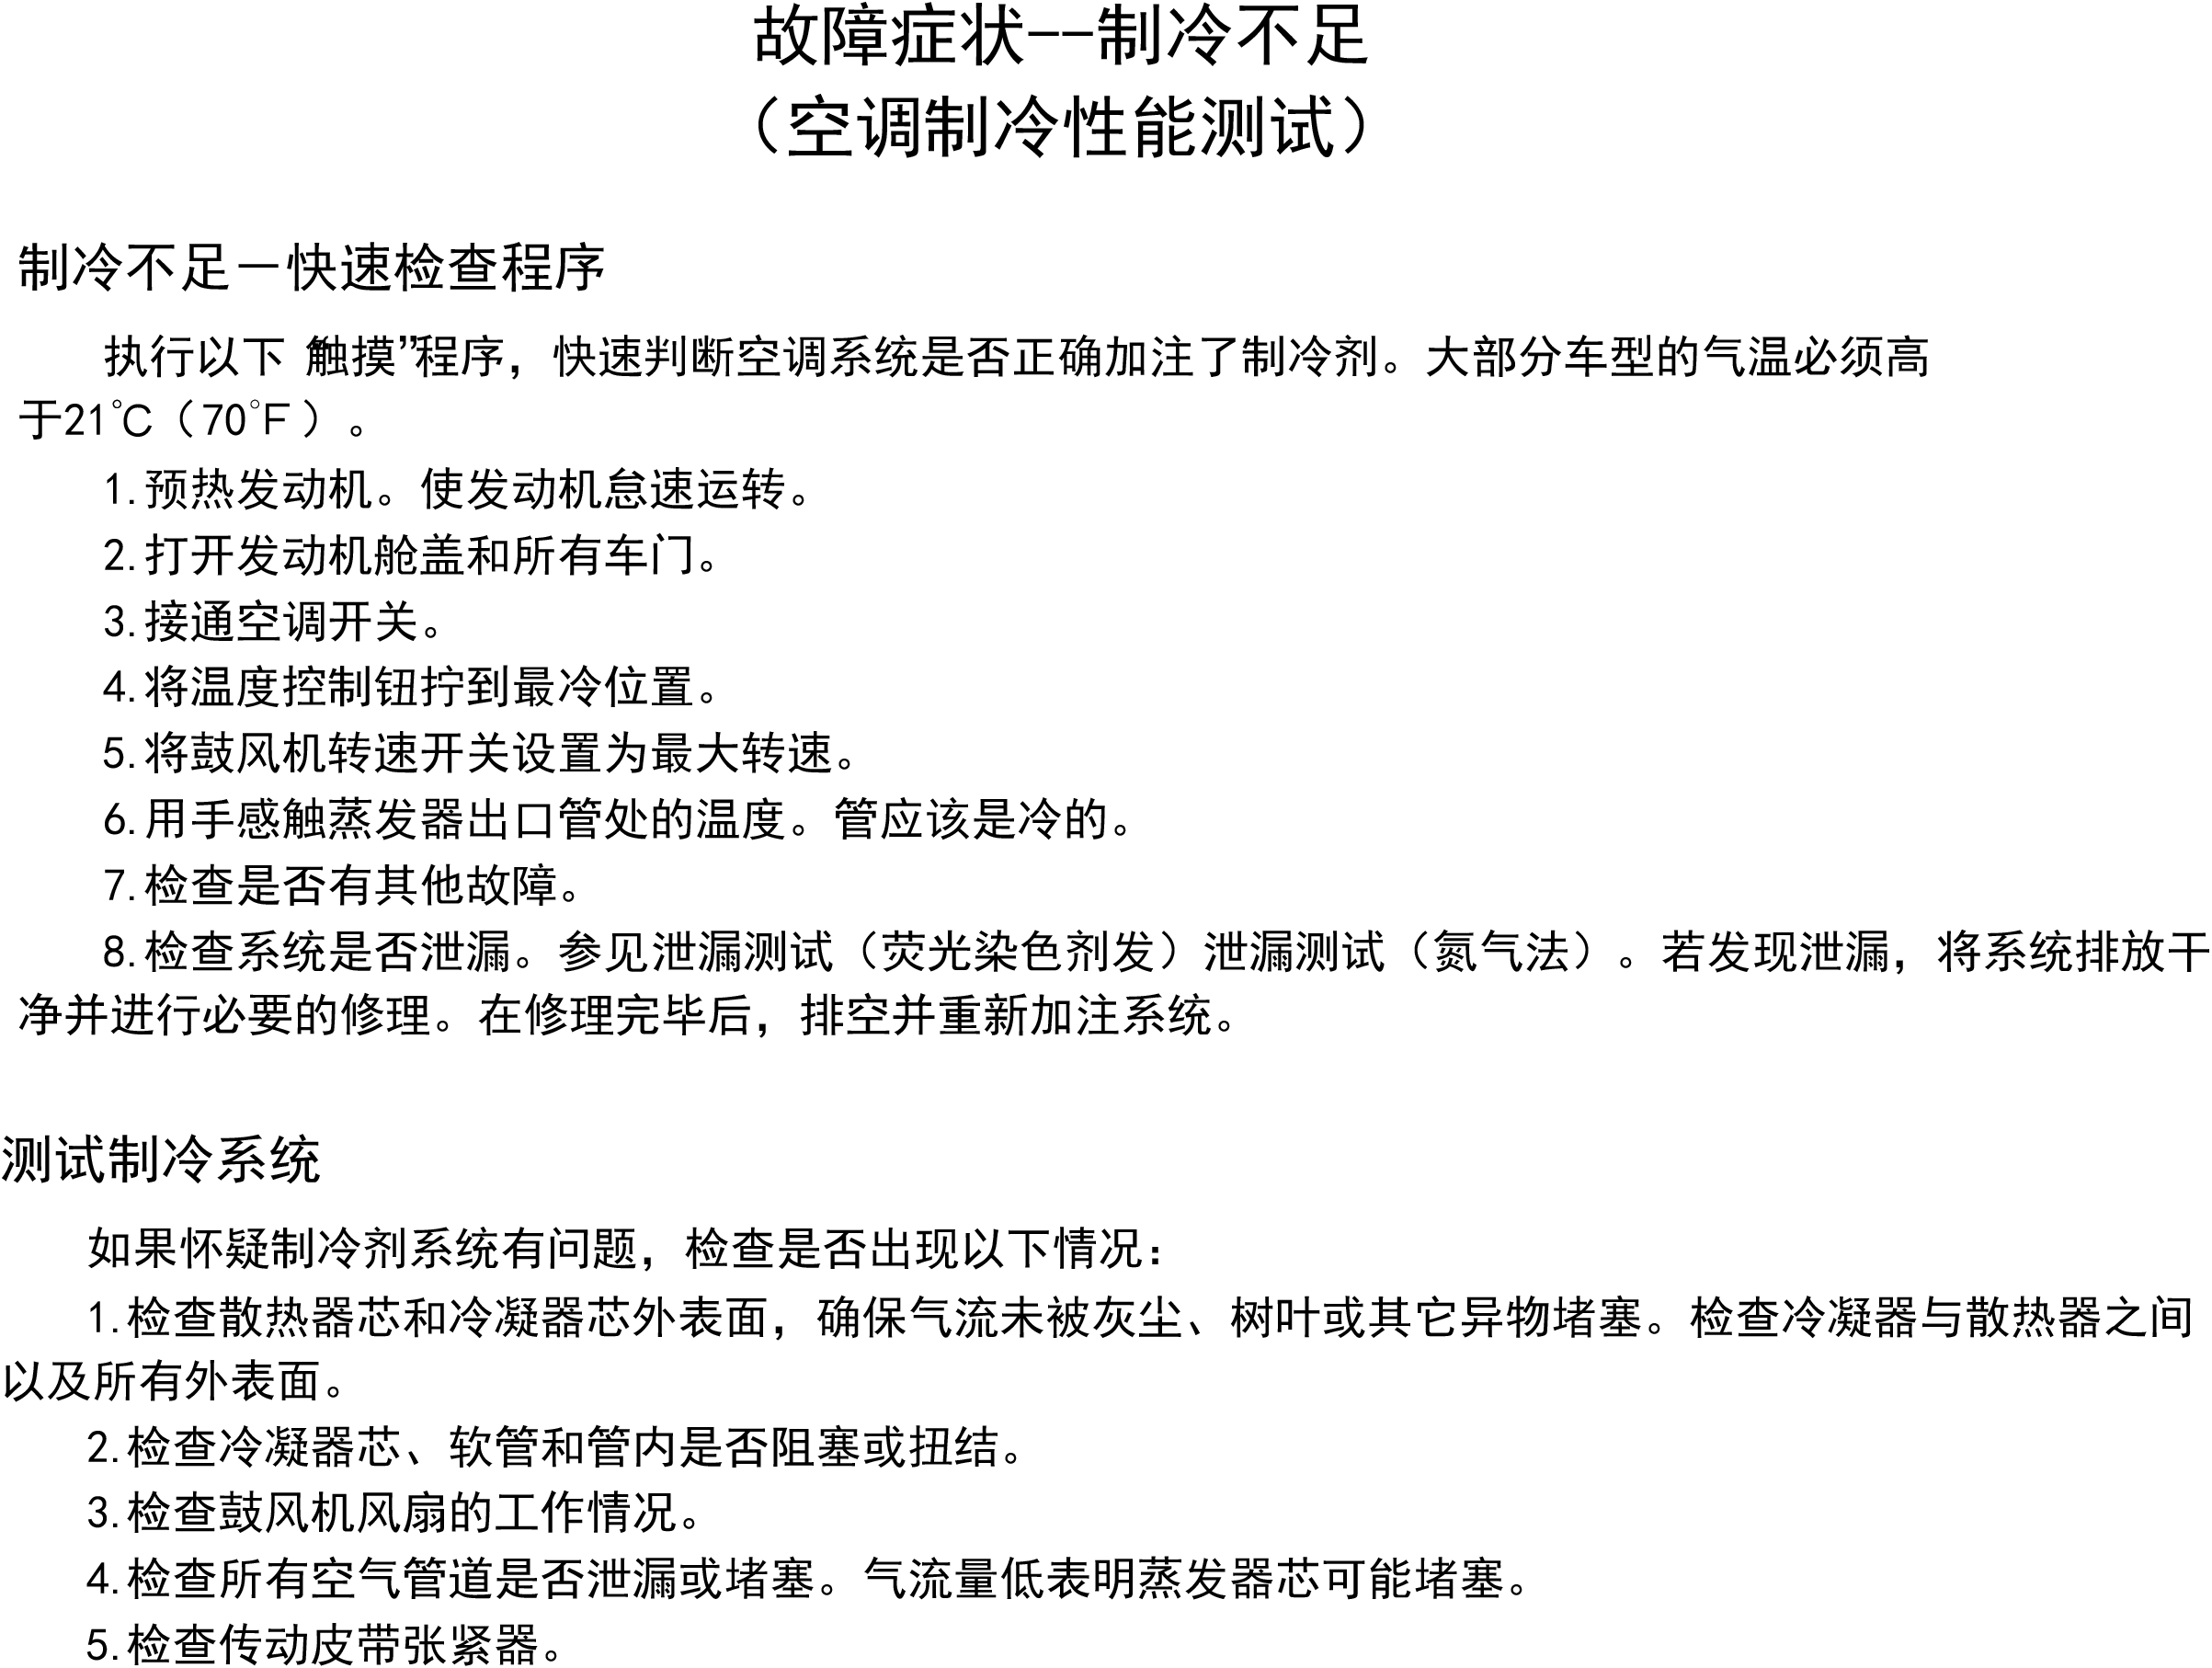 故障症状--制冷不足
（空调制冷性能测试）
制冷不足一快速检查程序
执行以下 触摸”程序，快速判断空调系统是否正确加注了制冷剂。大部分车型的气温必须高
于21℃（70℉）。
1.预热发动机。使发动机怠速运转。
2.打开发动机舱盖和所有车门。
3.接通空调开关。
4.将温度控制钮拧到最冷位置。
5.将鼓风机转速开关设置为最大转速。
6.用手感触蒸发器出口管处的温度。管应该是冷的。
7.检查是否有其他故障。
8.检查系统是否泄漏。参见泄漏测试（荧光染色剂发）泄漏测试（氮气法）。若发现泄漏，将系统排放干
净并进行必要的修理。在修理完毕后，排空并重新加注系统。
测试制冷系统
如果怀疑制冷剂系统有问题，检查是否出现以下情况：
1.检查散热器芯和冷凝器芯外表面，确保气流未被灰尘、树叶或其它异物堵塞。检查冷凝器与散热器之间
以及所有外表面。
2.检查冷凝器芯、软管和管内是否阻塞或扭结。
3.检查鼓风机风扇的工作情况。
4.检查所有空气管道是否泄漏或堵塞。气流量低表明蒸发器芯可能堵塞。
5.检查传动皮带张紧器。